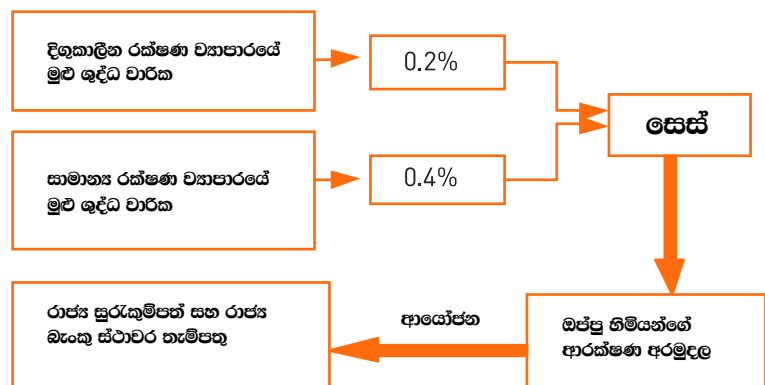 දිගුකාලීන රක්ෂණ ව්‍යාපාරයේ
මුළු ශුද්ධ වාරික
0.2%
සෙස්
සාමාන්‍ය රක්ෂණ ව්‍යාපාරයේ
මුළු ශුද්ධ වාරික
0.4%
රාජ්‍ය සුරැකුම්පත් සහ රාජ්‍ය
බැංකු ස්ථාවර තැම්පතු
ආයෝජන
ඔප්පු හිමියන්ගේ
ආරක්ෂණ අරමුදල